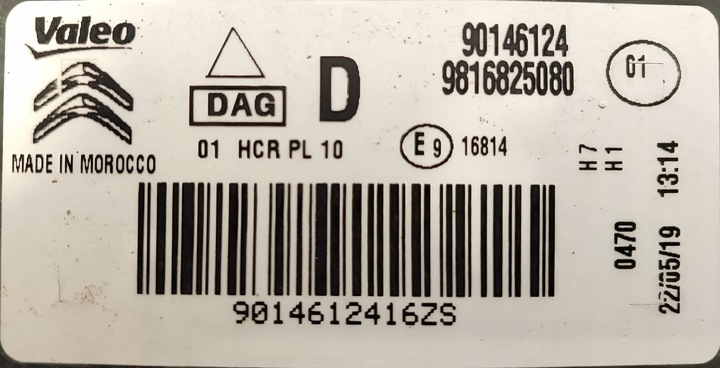 Valeo
MADE IN MOROCCO
DAG
01 HCR PL 10
D
90146124
9816825080
01
E9 16814
H7
H1
0470
22/05/19 13:14
9014612416ZS